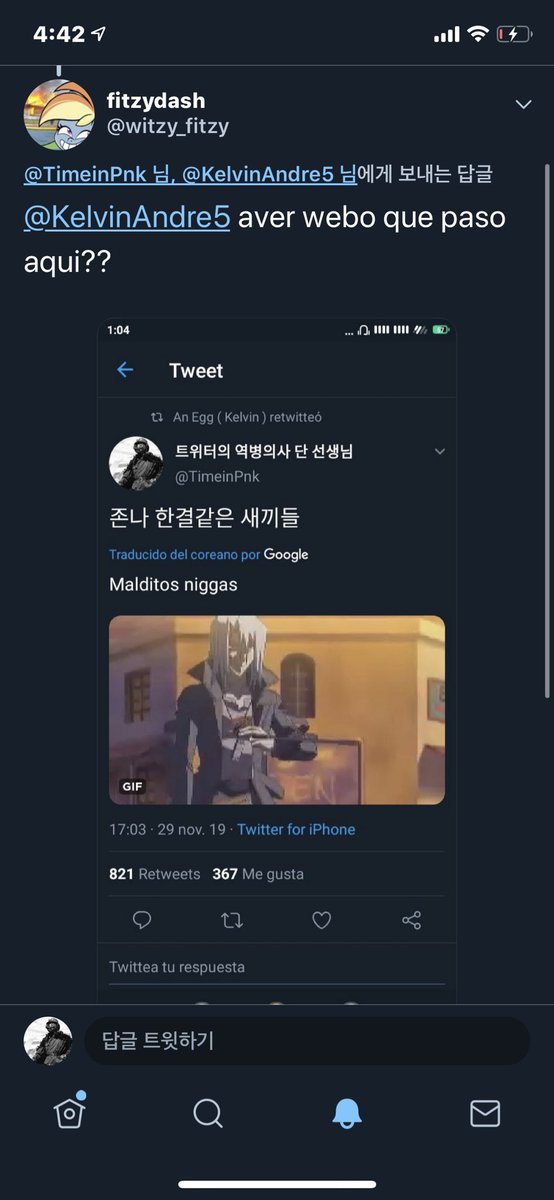 4:42
fitzydash
@witzy_fitzy
@TimeinPnk 님, @KelvinAndre5 님에게 보내는 답글
@KelvinAndre5 aver webo que paso
aqui??
1:04
67
Tweet
An Egg ( Kelvin ) retwitteó
트위터의 역병의사 단 선생님
@TimeinPnk
존나 한결같은 새끼들
Traducido del coreano por Google
Malditos niggas
EN
GIF
17:03 · 29 nov. 19 · Twitter for iPhone
821 Retweets 367 Me gusta
Twittea tu respuesta
답글 트윗하기